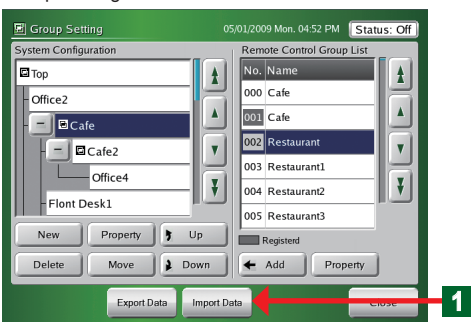 Group Setting 05/01/2009 Mon. 04:52 PM Status: Off
System Configuration
Top
Office2
Cafe
Cafe2
Office4
Flont Desk1
New Property Up
Delete Move Down
Remote Control Group List
No. Name
000 Cafe
001 Cafe
002 Restaurant
003 Restaurant1
004 Restaurant2
005 Restaurant3
Registerd
Add Property
Export Data Import Data Close
1